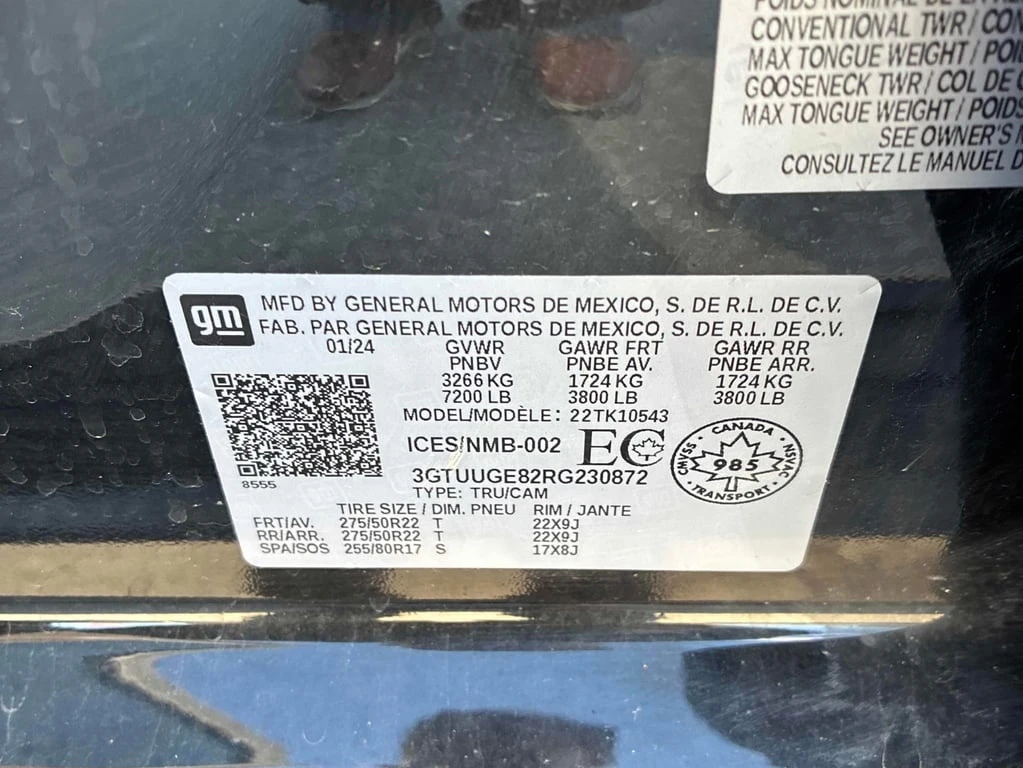 POIDS NOMINAL DE LA
CONVENTIONAL TWR / CON
MAX TONGUE WEIGHT / POID
GOOSENECK TWR / COL DE
MAX TONGUE WEIGHT / POIDS
SEE OWNER'S
CONSULTEZ LE MANUEL D
gm
MFD BY GENERAL MOTORS DE MEXICO, S. DE R.L. DE C.V.
FAB. PAR GENERAL MOTORS DE MEXICO, S. DE R.L. DE C.V.
01/24 GVWR GAWR FRT GAWR RR
PNBV PNBE AV. PNBE ARR.
3266 KG 1724 KG 1724 KG
7200 LB 3800 LB 3800 LB
MODEL/MODÈLE: 22TK10543
ICES/NMB-002 EC
CANADA
CMVSS 985 NSVAC
TRANSPORT
3GTUUGE82RG230872
8555
TYPE: TRU/CAM
TIRE SIZE / DIM. PNEU RIM / JANTE
FRT/AV. 275/50R22 T 22X9J
RR/ARR. 275/50R22 T 22X9J
SPA/SOS 255/80R17 S 17X8J